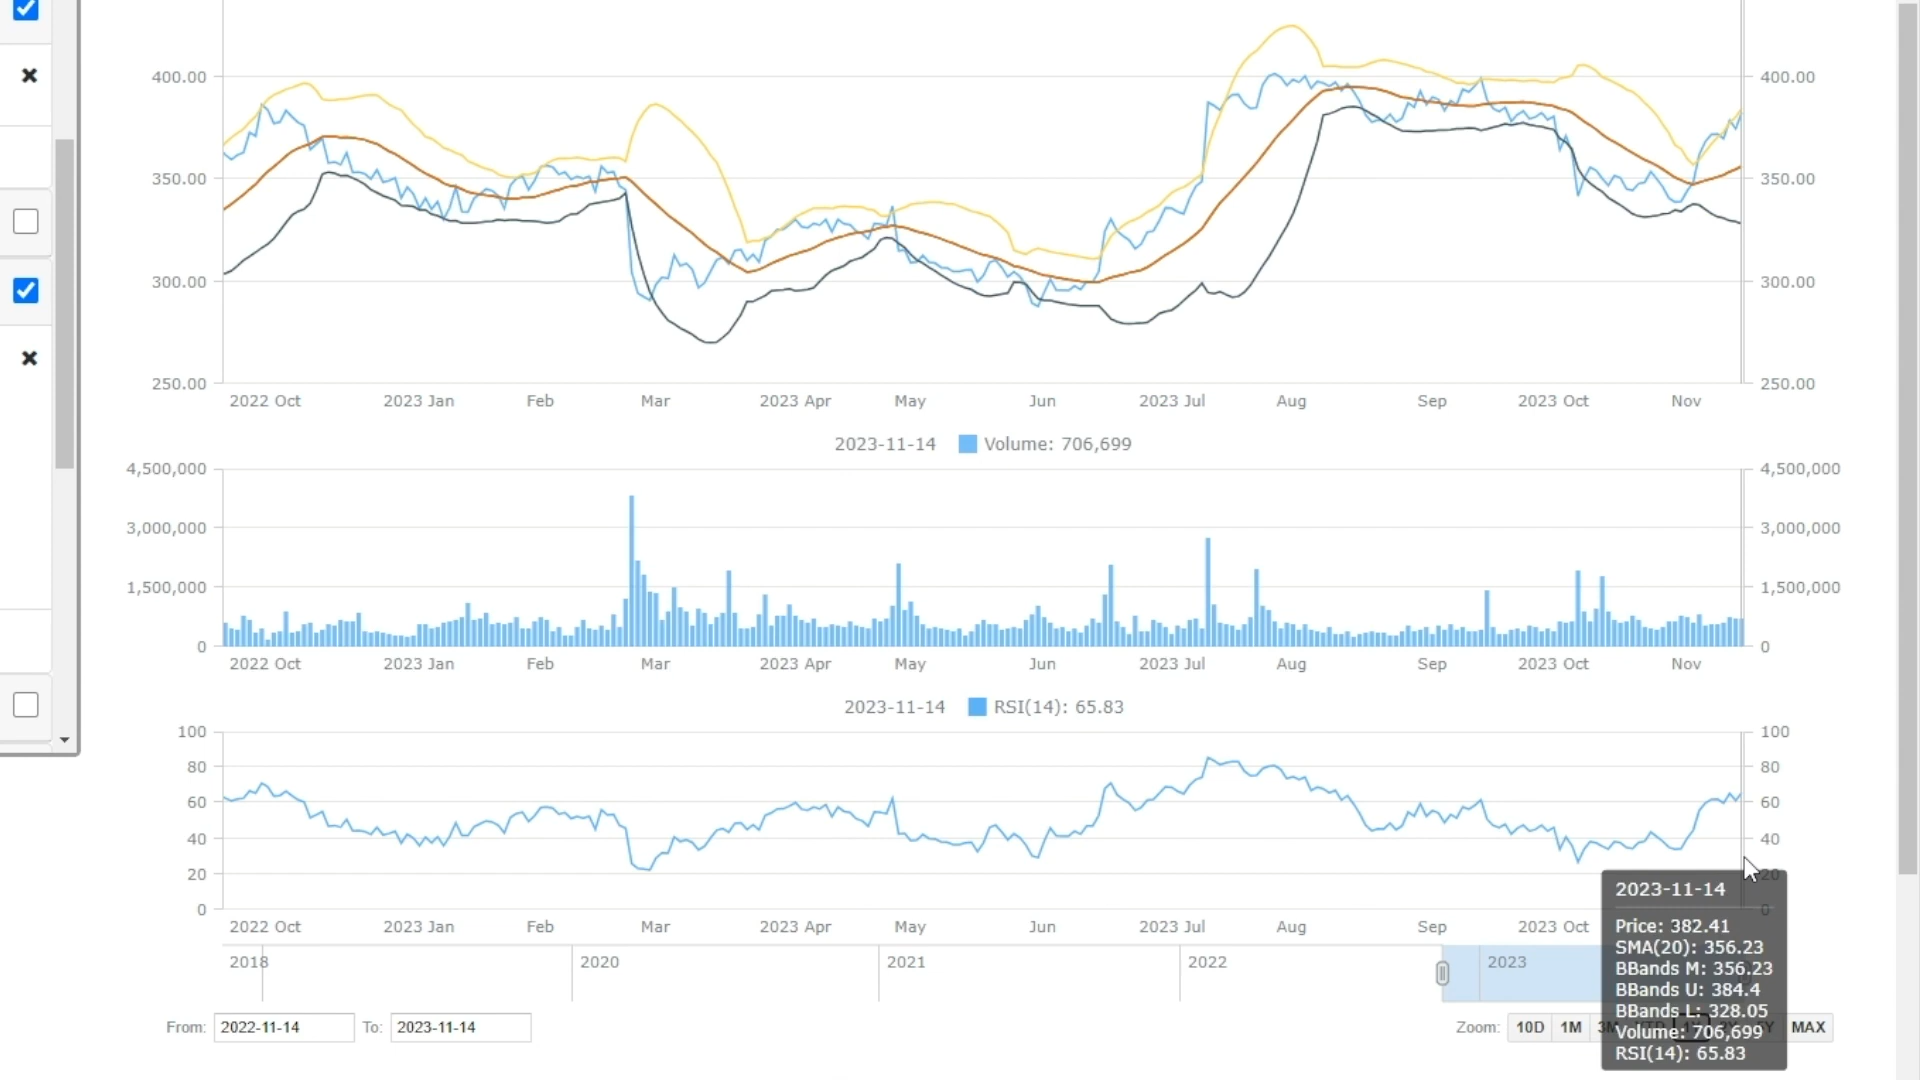 400.00 400.00
350.00 350.00
300.00 300.00
250.00 250.00
2022 Oct 2023 Jan Feb Mar 2023 Apr May Jun 2023 Jul Aug Sep 2023 Oct Nov
2023-11-14 Volume: 706,699
4,500,000 4,500,000
3,000,000 3,000,000
1,500,000 1,500,000
0 0
2022 Oct 2023 Jan Feb Mar 2023 Apr May Jun 2023 Jul Aug Sep 2023 Oct Nov
2023-11-14 RSI(14): 65.83
100 100
80 80
60 60
40 40
20 20
0 0
2022 Oct 2023 Jan Feb Mar 2023 Apr May Jun 2023 Jul Aug Sep 2023 Oct
2018 2020 2021 2022 2023
From: 2022-11-14 To: 2023-11-14 Zoom: 10D 1M 3M MAX
2023-11-14
Price: 382.41
SMA(20): 356.23
BBands M: 356.23
BBands U: 384.4
BBands L: 328.05
Volume: 706,699
RSI(14): 65.83